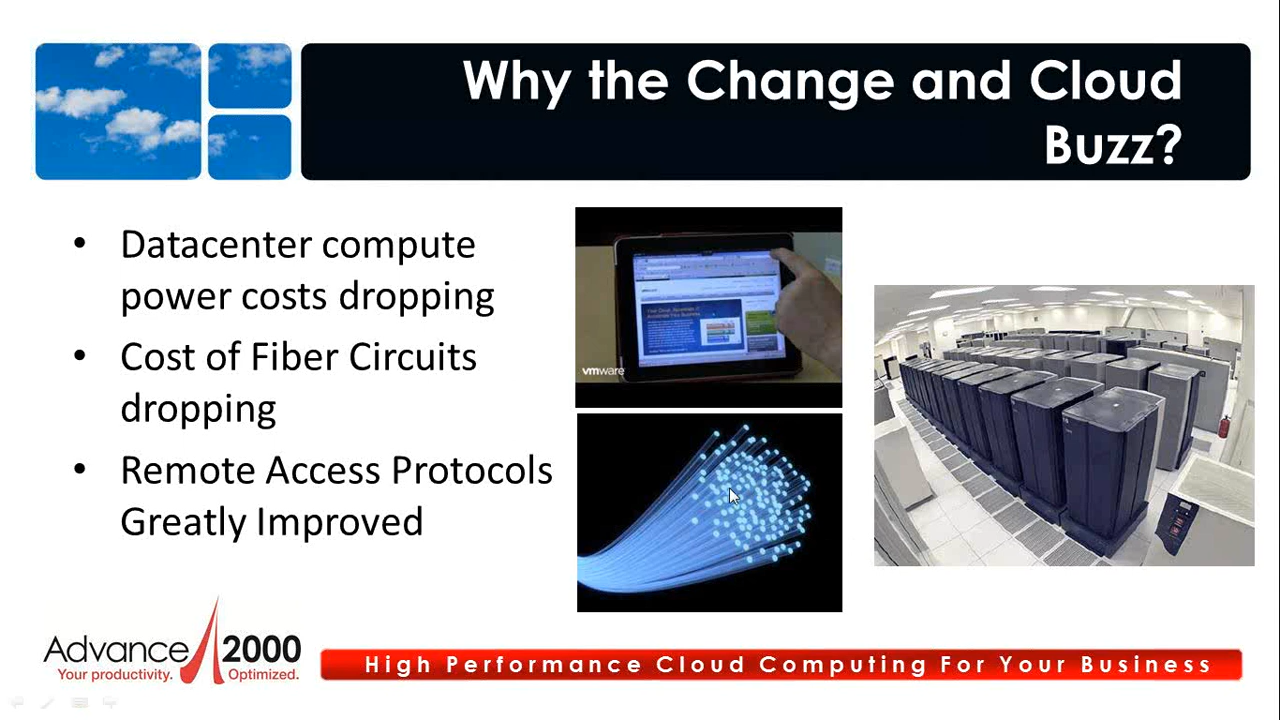 Why the Change and Cloud
Buzz?
• Datacenter compute
power costs dropping
• Cost of Fiber Circuits
dropping
• Remote Access Protocols
Greatly Improved
vmware
Advance 2000
Your productivity. Optimized.
High Performance Cloud Computing For Your Business